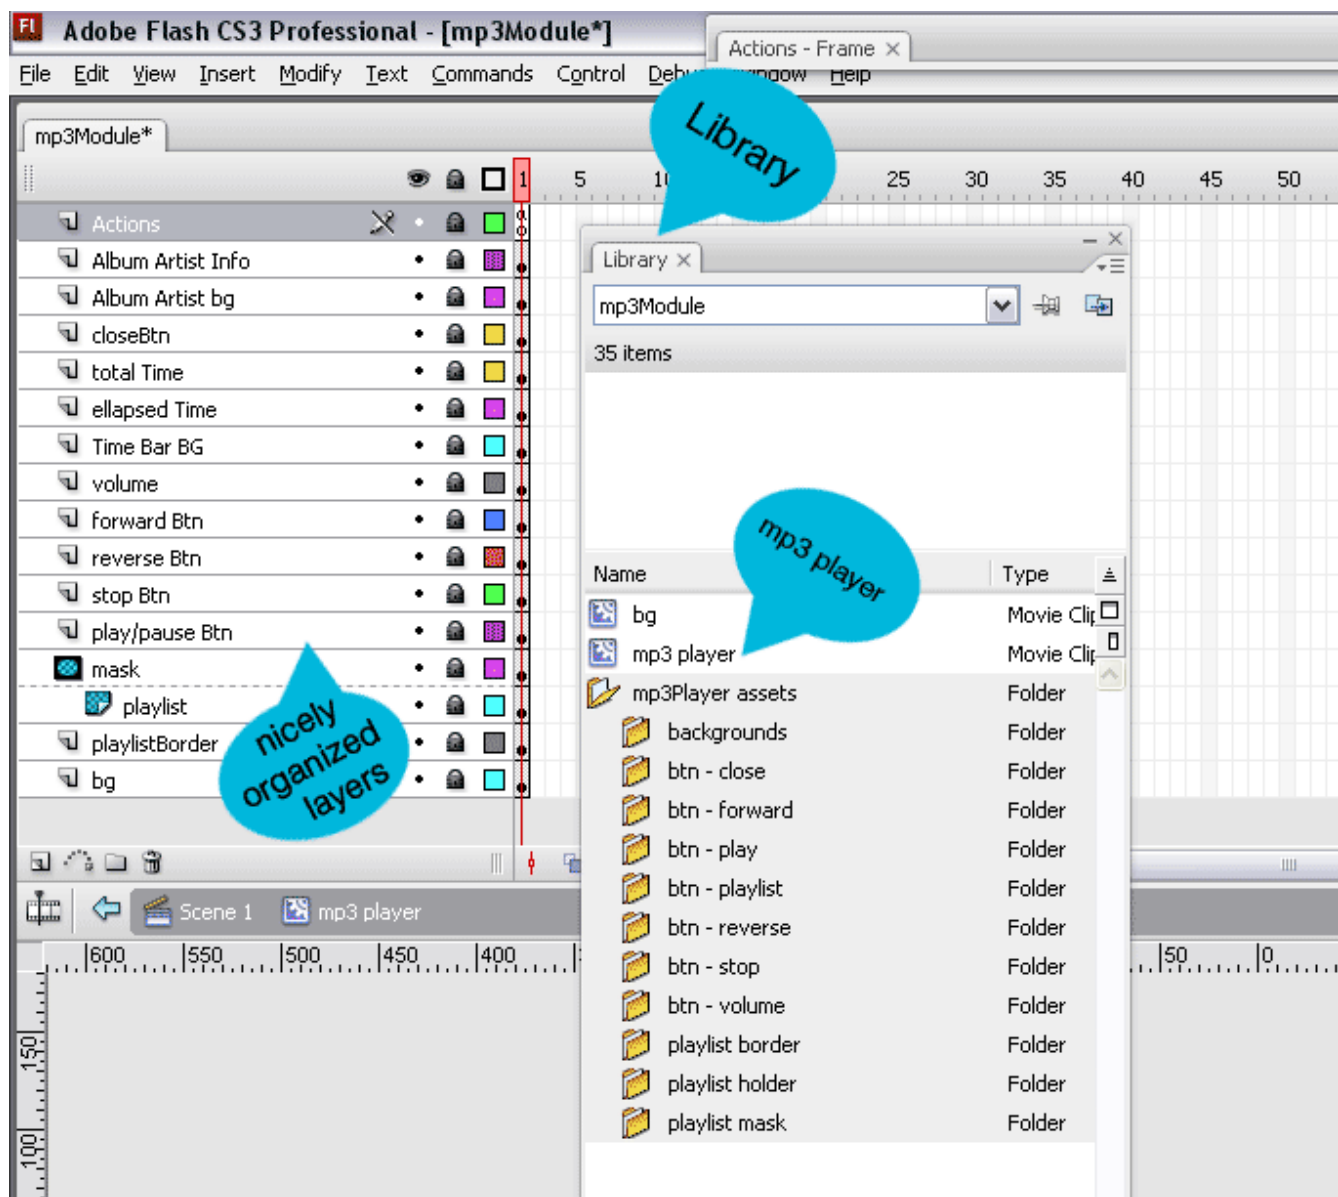 Fl Adobe Flash CS3 Professional - [mp3Module*]
Actions - Frame
File Edit View Insert Modify Text Commands Control Debug Window Help
mp3Module*
Library
1 5 10 25 30 35 40 45 50
Actions
Album Artist Info
Album Artist bg
closeBtn
total Time
ellapsed Time
Time Bar BG
volume
forward Btn
reverse Btn
stop Btn
play/pause Btn
mask
playlist
playlistBorder
bg
nicely
organized
layers
Library
mp3Module
35 items
mp3 player
Name Type
bg Movie Clip
mp3 player Movie Clip
mp3Player assets Folder
backgrounds Folder
btn - close Folder
btn - forward Folder
btn - play Folder
btn - playlist Folder
btn - reverse Folder
btn - stop Folder
btn - volume Folder
playlist border Folder
playlist holder Folder
playlist mask Folder
Scene 1 mp3 player
600 550 500 450 400 50 0
150
100